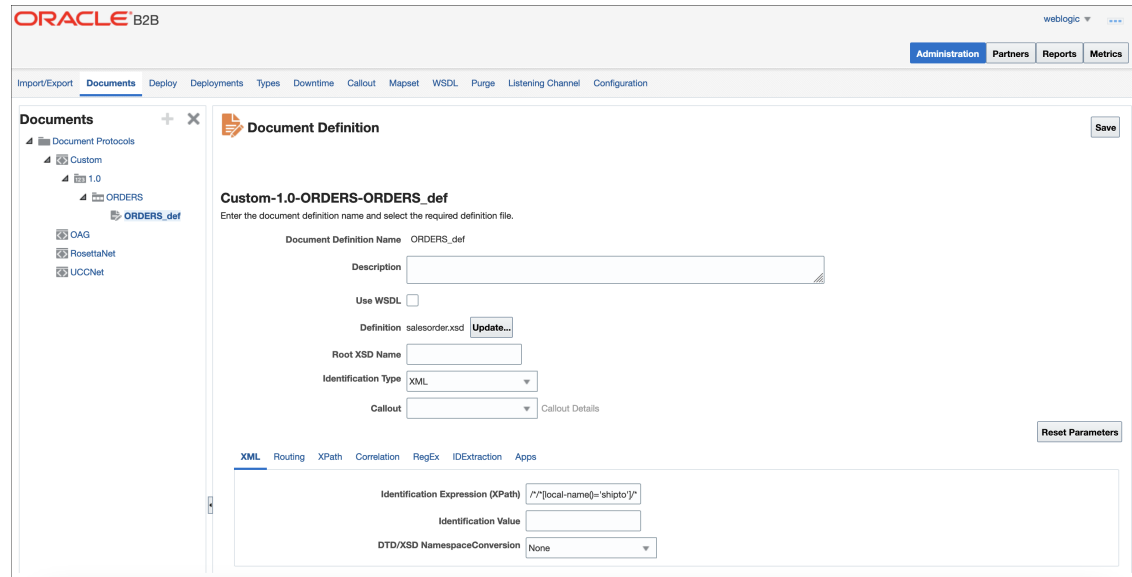 ORACLE B2B
weblogic
Administration Partners Reports Metrics
Import/Export Documents Deploy Deployments Types Downtime Callout Mapset WSDL Purge Listening Channel Configuration
Documents
Document Protocols
Custom
1.0
ORDERS
ORDERS_def
OAG
RosettaNet
UCCNet
Document Definition
Save
Custom-1.0-ORDERS-ORDERS_def
Enter the document definition name and select the required definition file.
Document Definition Name ORDERS_def
Description
Use WSDL
Definition salesorder.xsd Update...
Root XSD Name
Identification Type XML
Callout Callout Details
Reset Parameters
XML Routing XPath Correlation RegEx IDExtraction Apps
Identification Expression (XPath) /*/*[local-name()='shipto']/*
Identification Value
DTD/XSD NamespaceConversion None